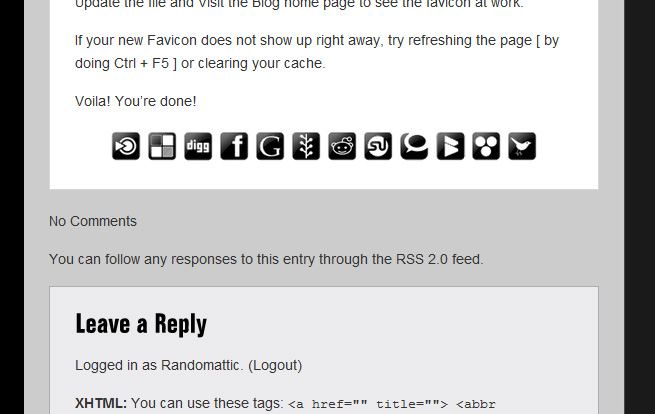 Update the file and Visit the Blog home page to see the favicon at work.
If your new Favicon does not show up right away, try refreshing the page [ by
doing Ctrl + F5 ] or clearing your cache.
Voila! You’re done!
digg f G
No Comments
You can follow any responses to this entry through the RSS 2.0 feed.
Leave a Reply
Logged in as Randomattic. (Logout)
XHTML: You can use these tags: <a href="" title=""> <abbr